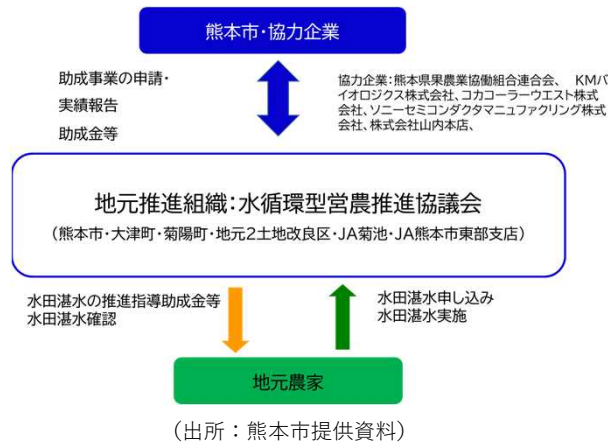 熊本市・協力企業
助成事業の申請・
実績報告
助成金等
協力企業:熊本県果農業協働組合連合会、 KMバ
イオロジクス株式会社、コカコーラーウエスト株式
会社、ソニーセミコンダクタマニュファクリング株式
会社、株式会社山内本店、
地元推進組織:水循環型営農推進協議会
(熊本市・大津町・菊陽町・地元2土地改良区・JA菊池・JA熊本市東部支店)
水田湛水の推進指導助成金等
水田湛水確認
水田湛水申し込み
水田湛水実施
地元農家
(出所:熊本市提供資料)